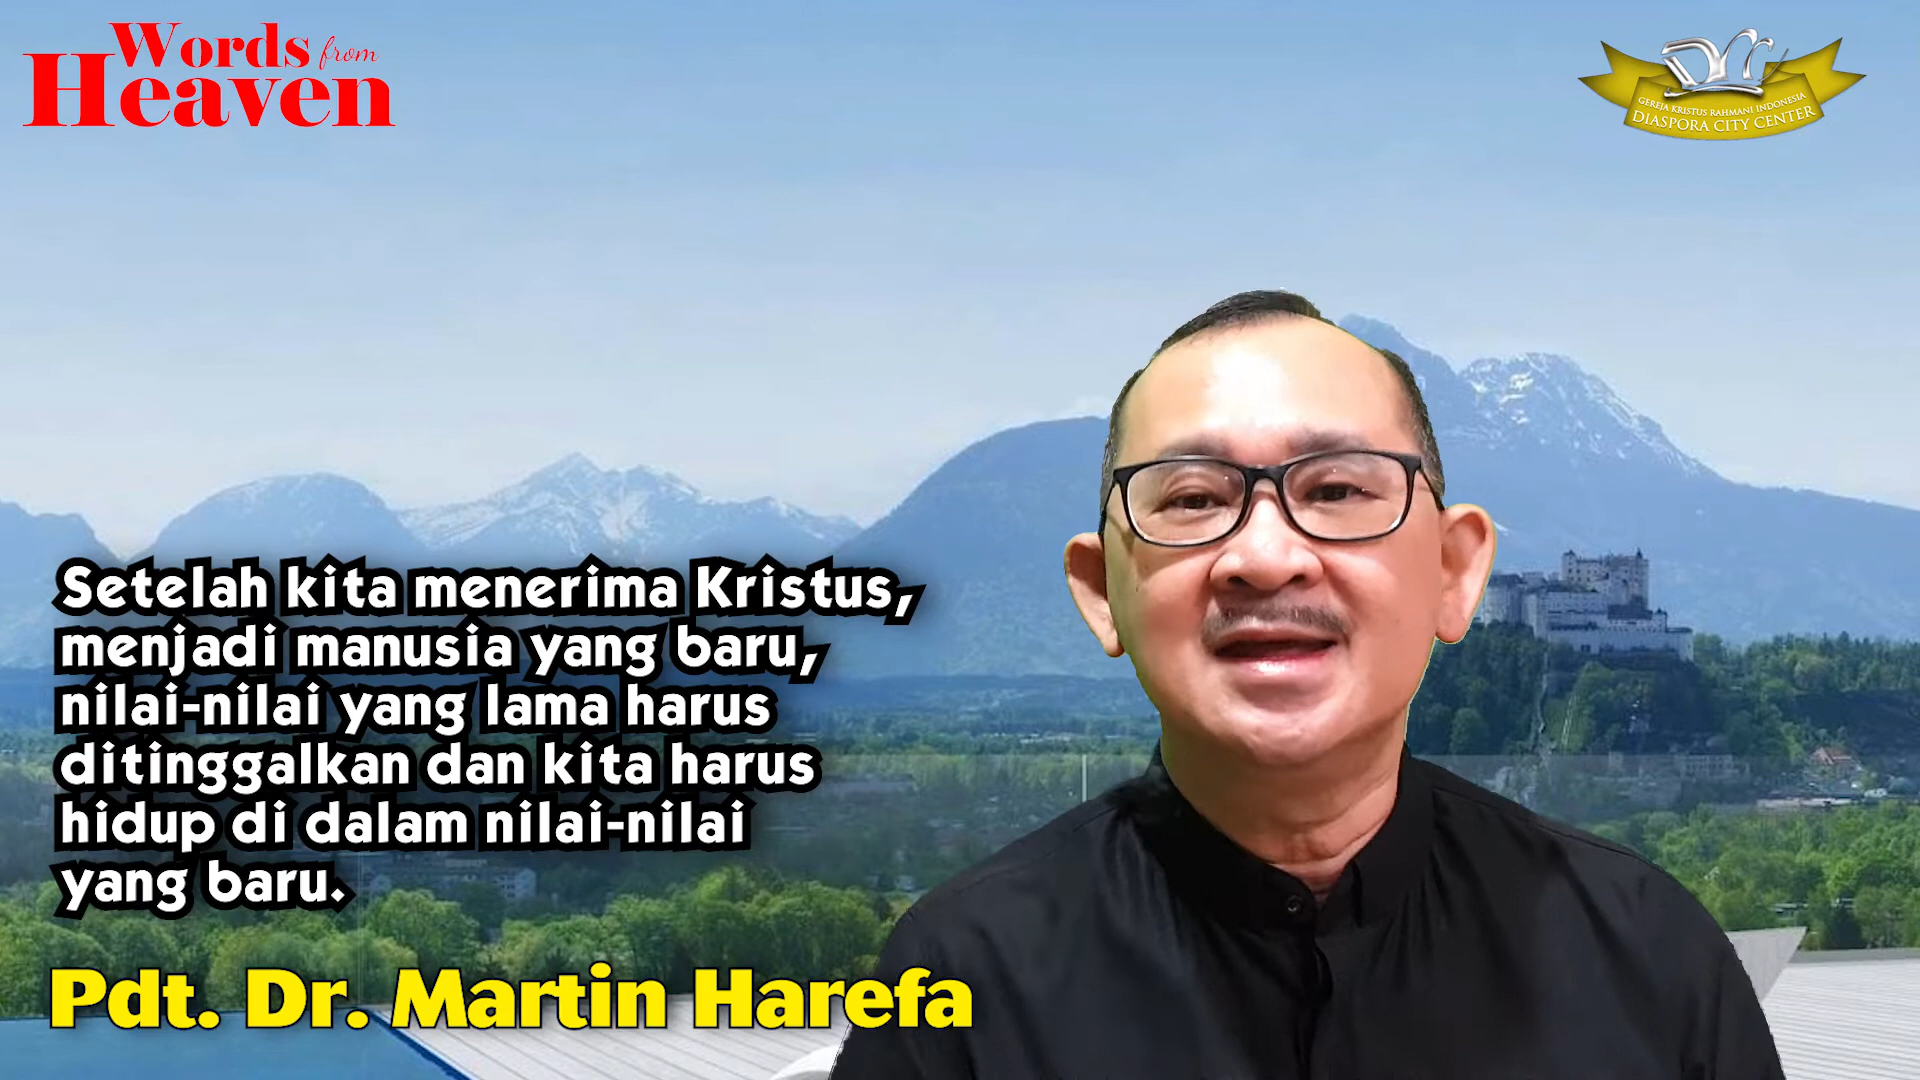 Words from
Heaven
GEREJA KRISTUS RAHMANI INDONESIA
DIASPORA CITY CENTER
Setelah kita menerima Kristus,
menjadi manusia yang baru,
nilai-nilai yang lama harus
ditinggalkan dan kita harus
hidup di dalam nilai-nilai
yang baru.
Pdt. Dr. Martin Harefa